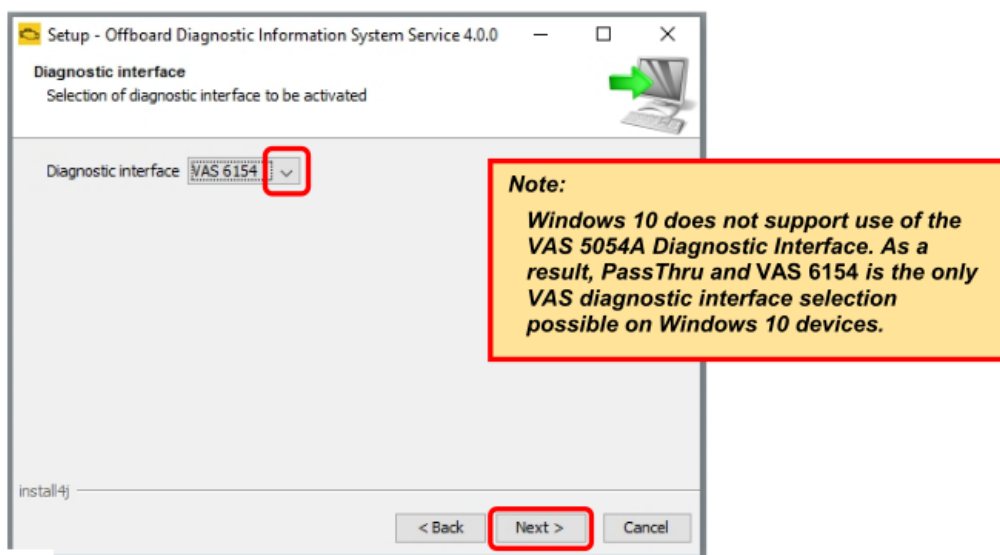 Setup - Offboard Diagnostic Information System Service 4.0.0
Diagnostic interface
Selection of diagnostic interface to be activated
Diagnostic interface VAS 6154
Note:
Windows 10 does not support use of the
VAS 5054A Diagnostic Interface. As a
result, PassThru and VAS 6154 is the only
VAS diagnostic interface selection
possible on Windows 10 devices.
install4j
< Back Next > Cancel